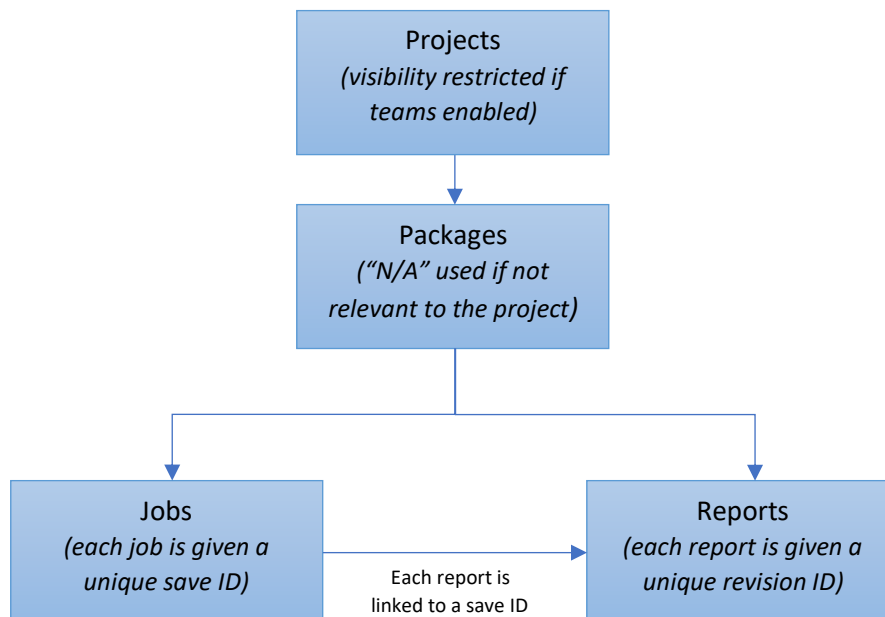 Projects
(visibility restricted if
teams enabled)
Packages
(“N/A” used if not
relevant to the project)
Jobs
(each job is given a
unique save ID)
Each report is
linked to a save ID
Reports
(each report is given a
unique revision ID)